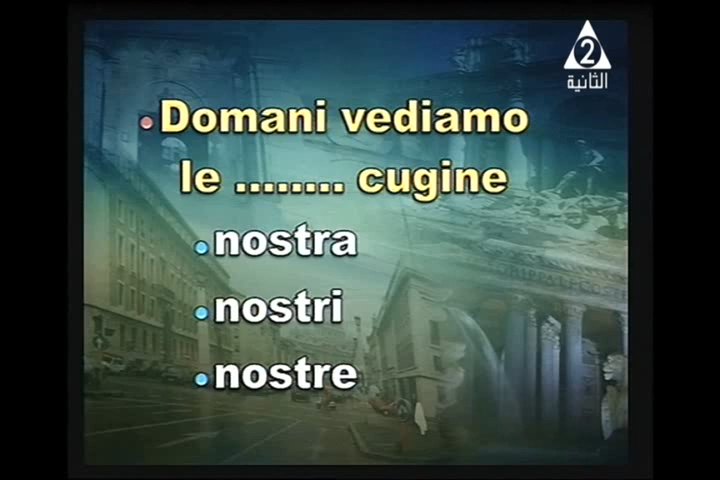 2
الثانية
Domani vediamo
le ........ cugine
nostra
nostri
nostre